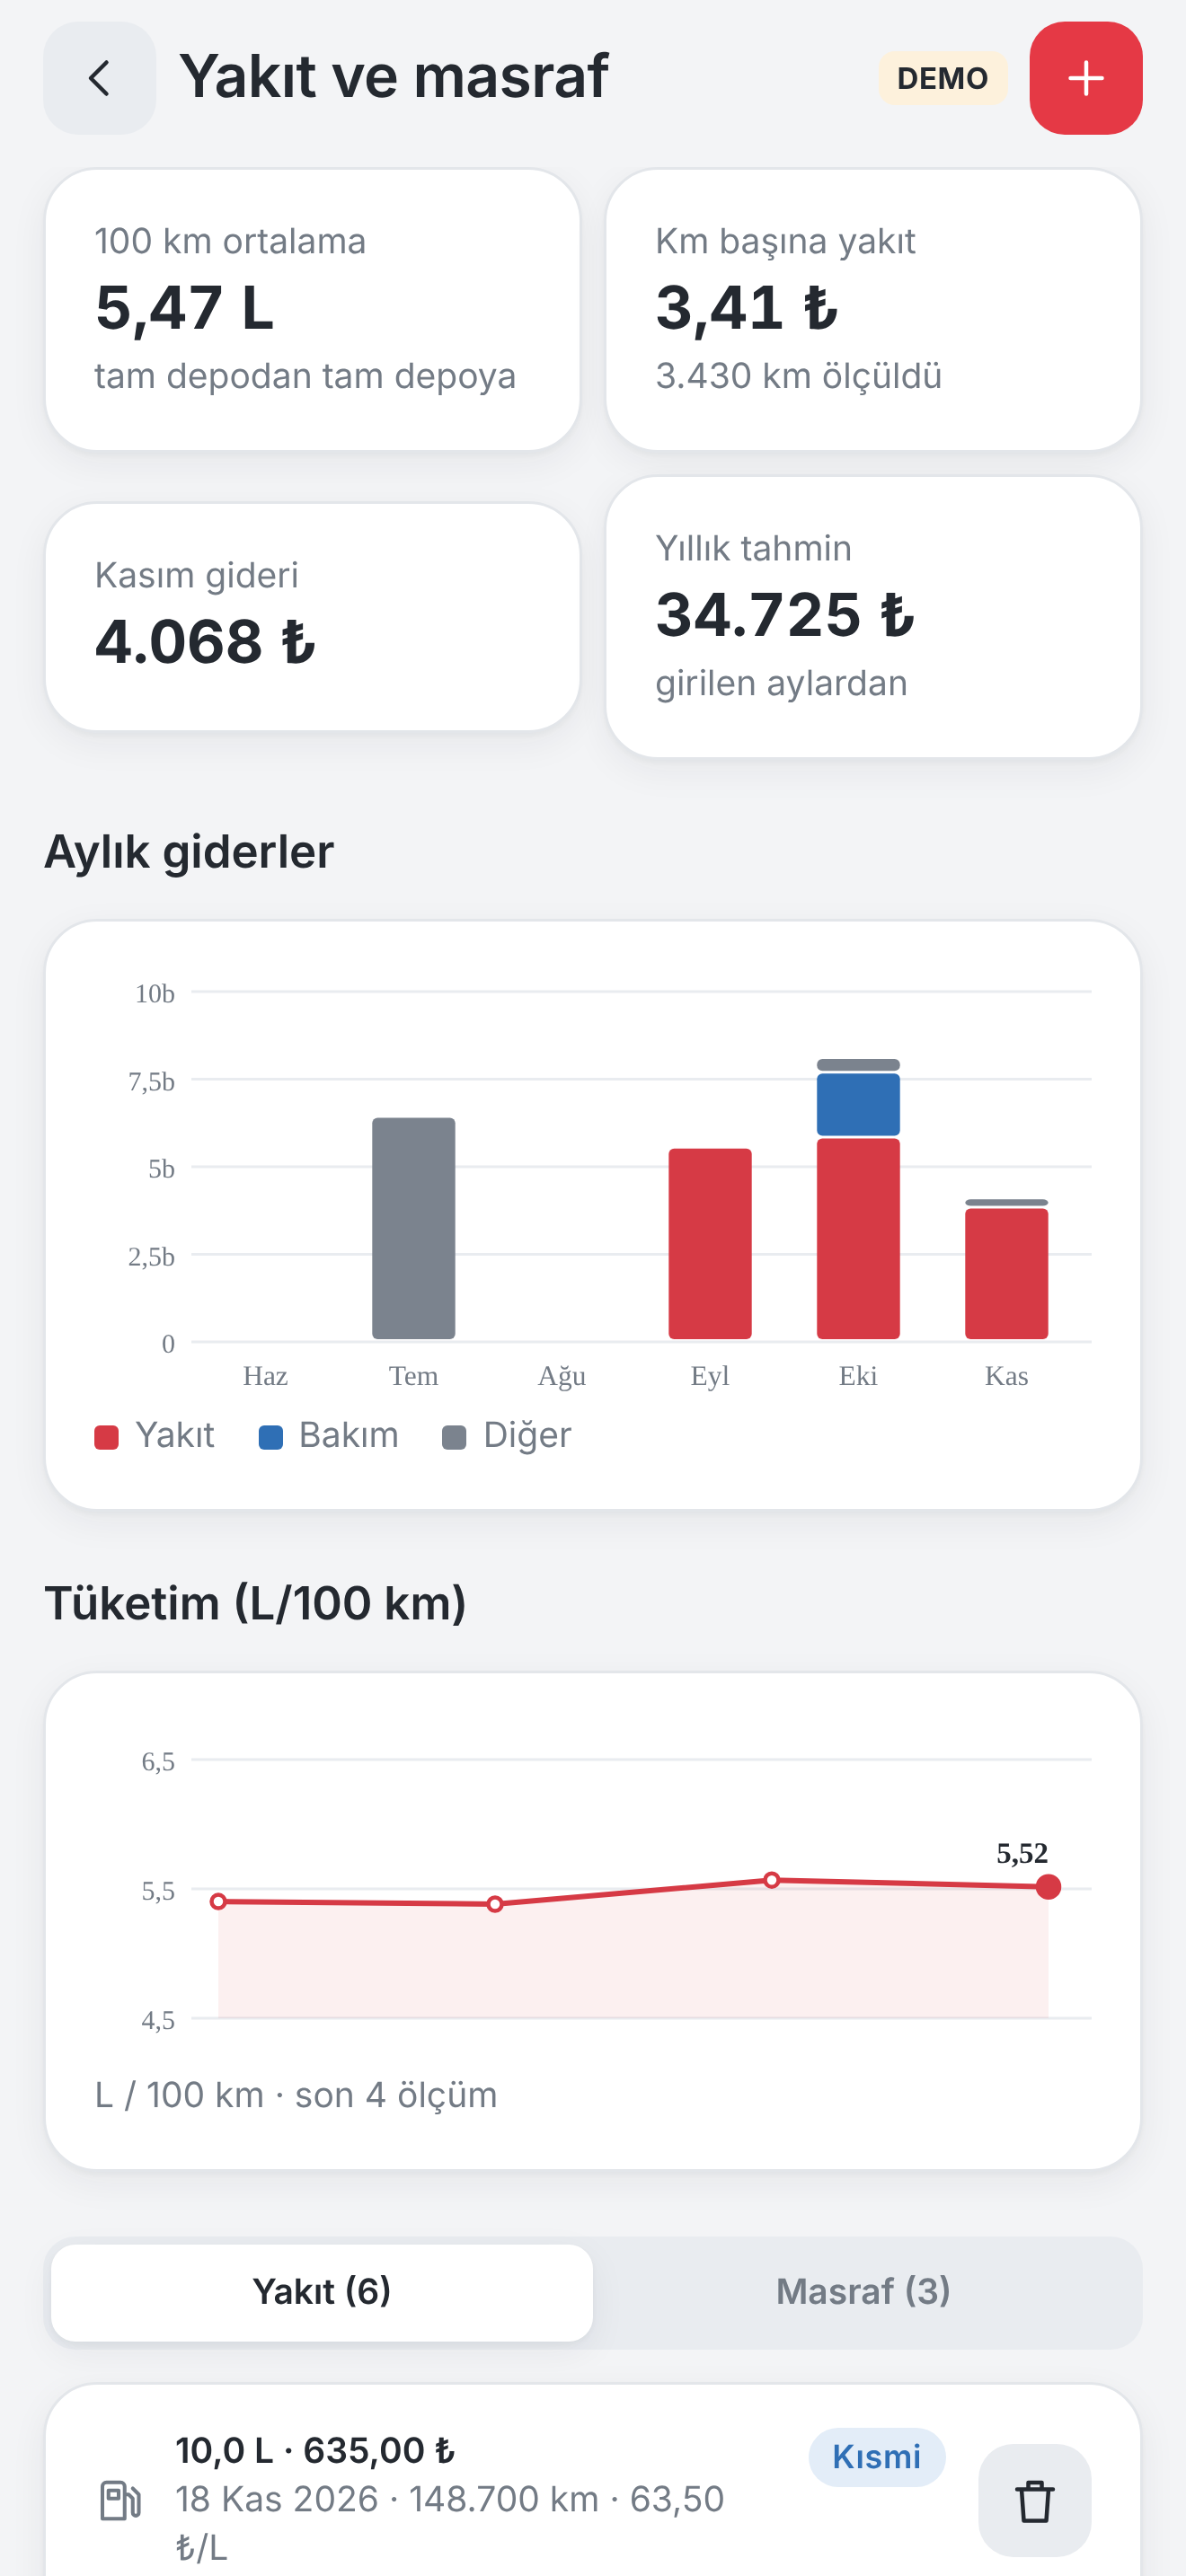 Yakıt ve masraf
DEMO
100 km ortalama
5,47 L
tam depodan tam depoya
Km başına yakıt
3,41 ₺
3.430 km ölçüldü
Kasım gideri
4.068 ₺
Yıllık tahmin
34.725 ₺
girilen aylardan
Aylık giderler
10b
7,5b
5b
2,5b
0
Haz Tem Ağu Eyl Eki Kas
Yakıt Bakım Diğer
Tüketim (L/100 km)
6,5
5,52
5,5
4,5
L / 100 km · son 4 ölçüm
Yakıt (6) Masraf (3)
10,0 L · 635,00 ₺
Kısmi
18 Kas 2026 · 148.700 km · 63,50
₺/L